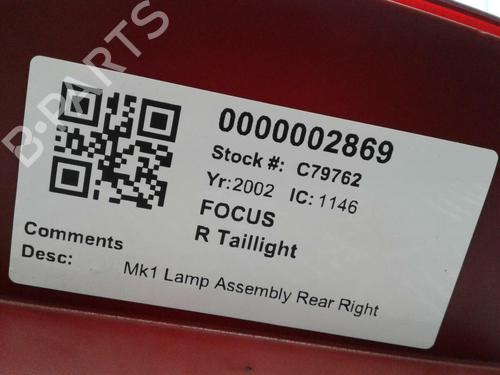 B-PARTS
0000002869
Stock #: C79762
Yr: 2002 IC: 1146
FOCUS
R Taillight
Comments
Desc: Mk1 Lamp Assembly Rear Right